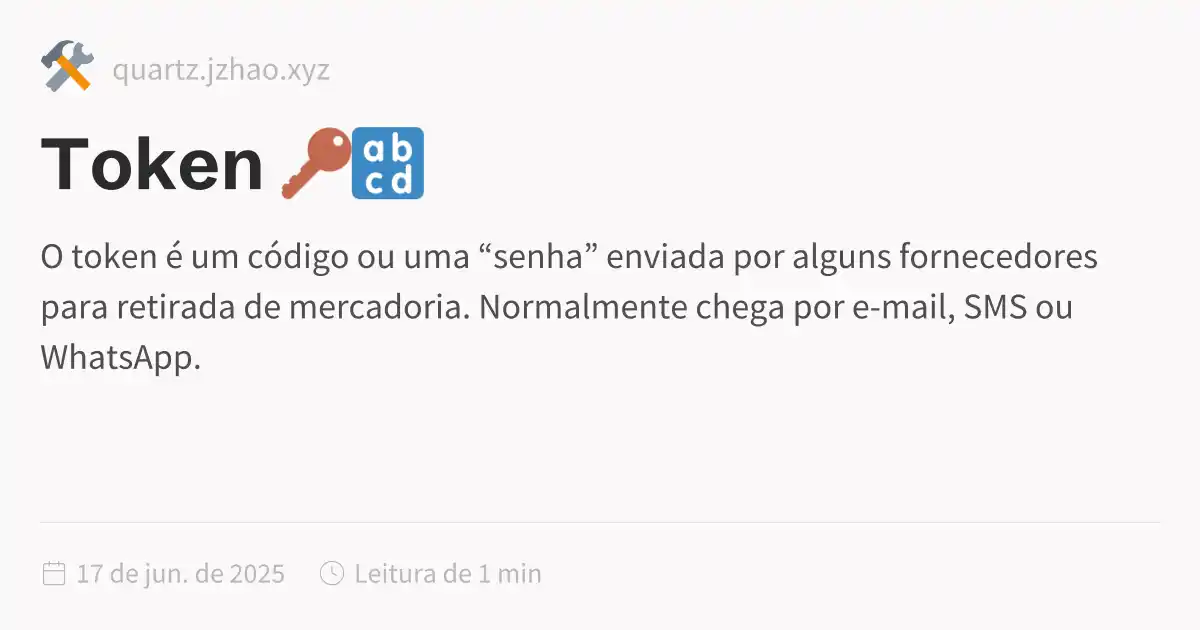 quartz.jzhao.xyz
Token 🔑🔡
O token é um código ou uma “senha” enviada por alguns fornecedores
para retirada de mercadoria. Normalmente chega por e-mail, SMS ou
WhatsApp.
17 de jun. de 2025 Leitura de 1 min